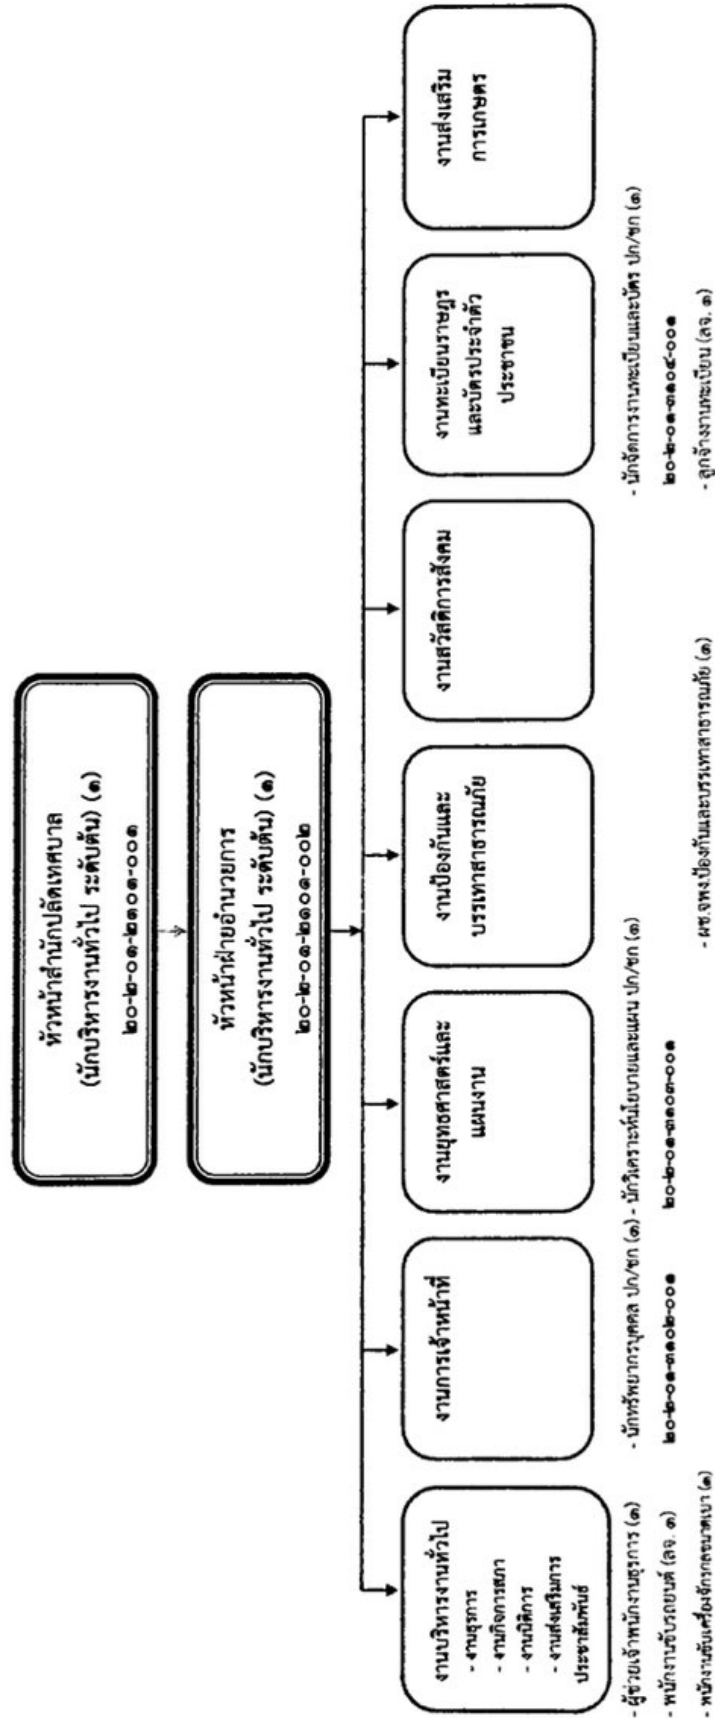 หัวหน้าสำนักปลัดเทศบาล
(นักบริหารงานทั่วไป ระดับต้น) (๑)
๒๐-๒-๐๑-๒๑๐๑-๐๐๑
หัวหน้าฝ่ายอำนวยการ
(นักบริหารงานทั่วไป ระดับต้น) (๑)
๒๐-๒-๐๑-๒๑๐๑-๐๐๒
งานบริหารงานทั่วไป
- งานธุรการ
- งานกิจการสภา
- งานนิติการ
- งานส่งเสริมการ
ประชาสัมพันธ์
งานการเจ้าหน้าที่
งานยุทธศาสตร์และ
แผนงาน
งานป้องกันและ
บรรเทาสาธารณภัย
งานสวัสดิการสังคม
งานทะเบียนราษฎร
และบัตรประจำตัว
ประชาชน
งานส่งเสริม
การเกษตร
- ผู้ช่วยเจ้าพนักงานธุรการ (๑)
- พนักงานขับรถยนต์ (ลจ. ๑)
- พนักงานขับเครื่องจักรกลขนาดเบา (๑)
- นักทรัพยากรบุคคล ปก/ชก (๑)
๒๐-๒-๐๑-๓๑๐๒-๐๐๑
- นักวิเคราะห์นโยบายและแผน ปก/ชก (๑)
๒๐-๒-๐๑-๓๑๐๓-๐๐๑
- ผช.จพง.ป้องกันและบรรเทาสาธารณภัย (๑)
- นักจัดการงานทะเบียนและบัตร ปก/ชก (๑)
๒๐-๒-๐๑-๓๑๐๔-๐๐๑
- ลูกจ้างงานทะเบียน (ลจ. ๑)